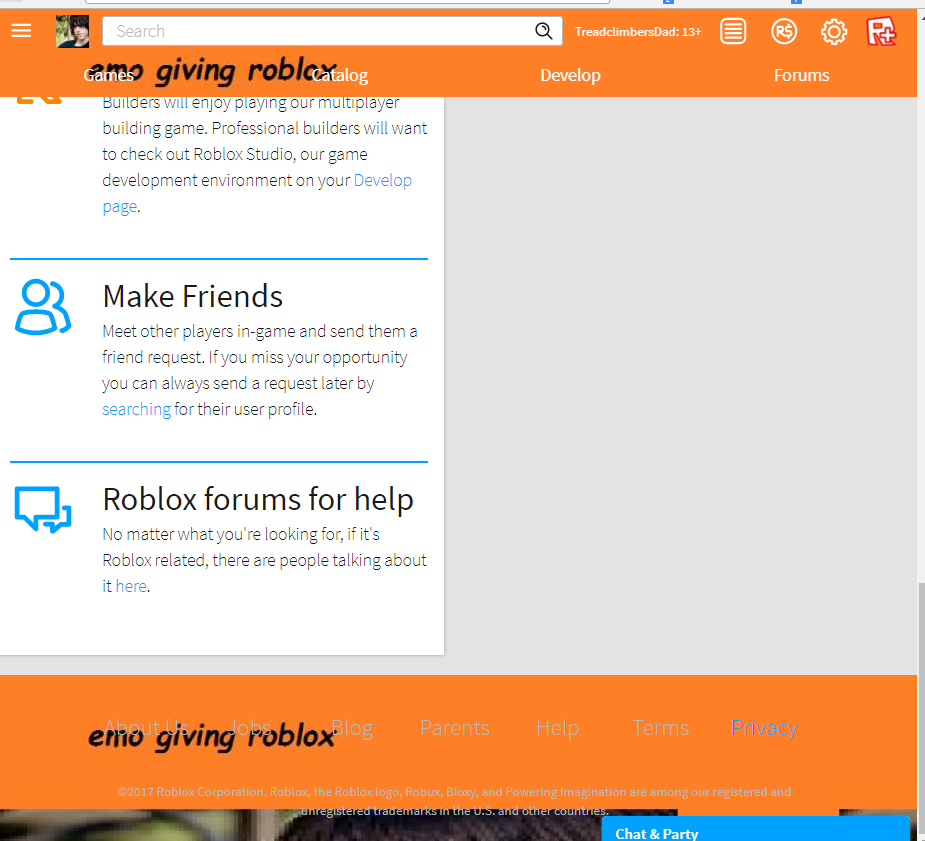 Search
TreadclimbersDad: 13+
emo giving roblox
Games Catalog Develop Forums
Builders will enjoy playing our multiplayer
building game. Professional builders will want
to check out Roblox Studio, our game
development environment on your Develop
page.
Make Friends
Meet other players in-game and send them a
friend request. If you miss your opportunity
you can always send a request later by
searching for their user profile.
Roblox forums for help
No matter what you're looking for, if it's
Roblox related, there are people talking about
it here.
About Us Jobs Blog Parents Help Terms Privacy
emo giving roblox
©2017 Roblox Corporation. Roblox, the Roblox logo, Robux, Bloxy, and Powering Imagination are among our registered and
unregistered trademarks in the U.S. and other countries.
Chat & Party